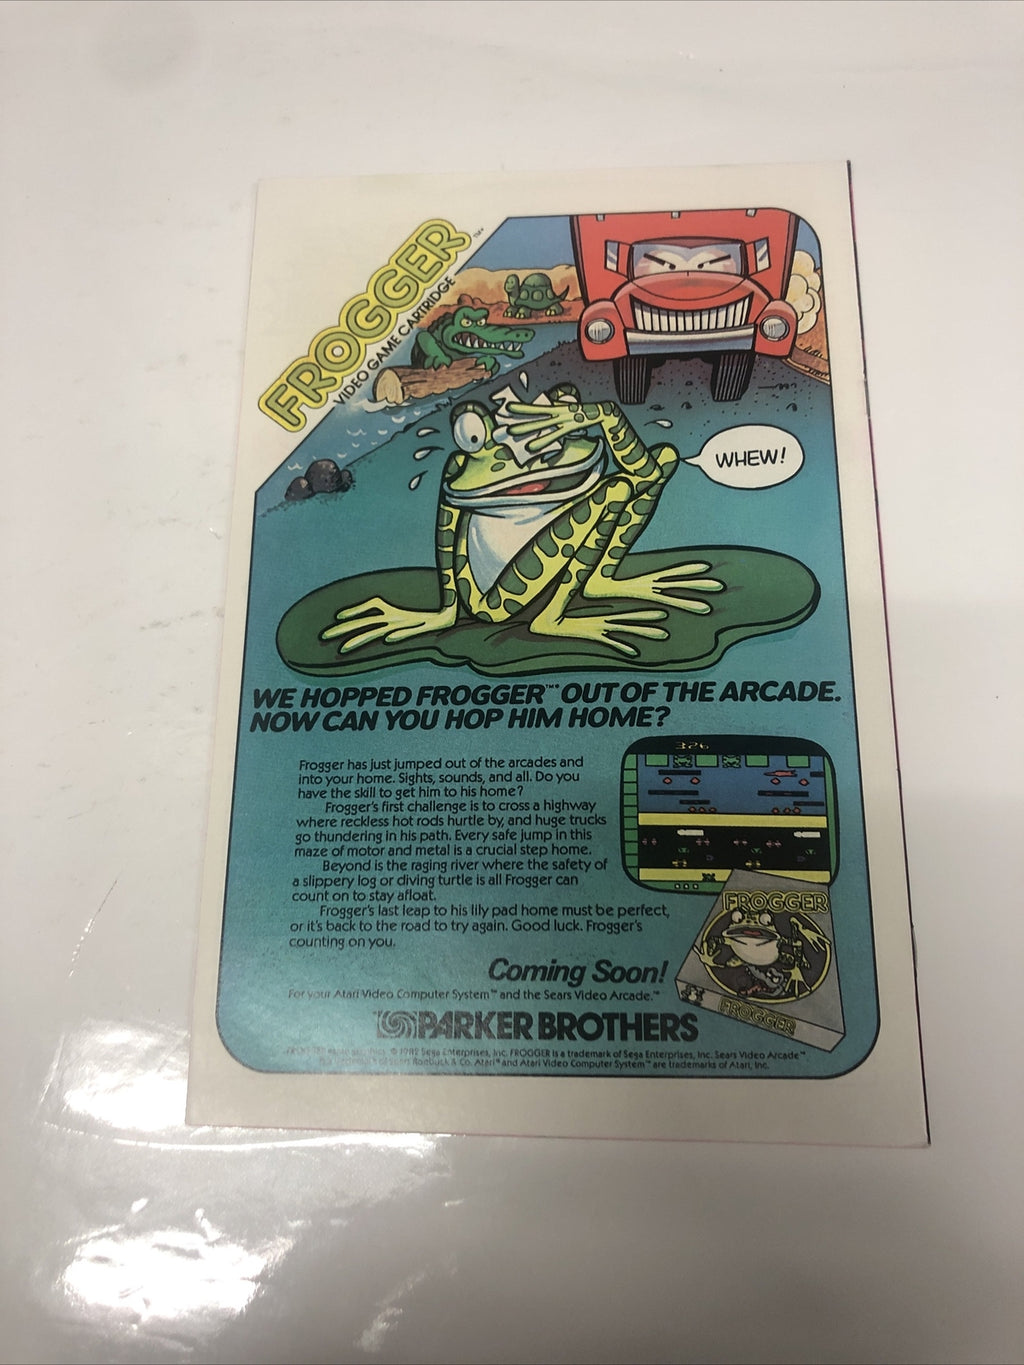 FROGGER™
VIDEO GAME CARTRIDGE
WHEW!
WE HOPPED FROGGER™ OUT OF THE ARCADE.
NOW CAN YOU HOP HIM HOME?
Frogger has just jumped out of the arcades and
into your home. Sights, sounds, and all. Do you
have the skill to get him to his home?
Frogger's first challenge is to cross a highway
where reckless hot rods hurtle by, and huge trucks
go thundering in his path. Every safe jump in this
maze of motor and metal is a crucial step home.
Beyond is the raging river where the safety of
a slippery log or diving turtle is all Frogger can
count on to stay afloat.
Frogger's last leap to his lily pad home must be perfect,
or it's back to the road to try again. Good luck. Frogger's
counting on you.
326
FROGGER
FROGGER
Coming Soon!
For your Atari Video Computer System™ and the Sears Video Arcade.™
PARKER BROTHERS
© 1982 Sega Enterprises, Inc. FROGGER is a trademark of Sega Enterprises, Inc. Sears Video Arcade™
of Sears Roebuck & Co. Atari® and Atari Video Computer System™ are trademarks of Atari, Inc.